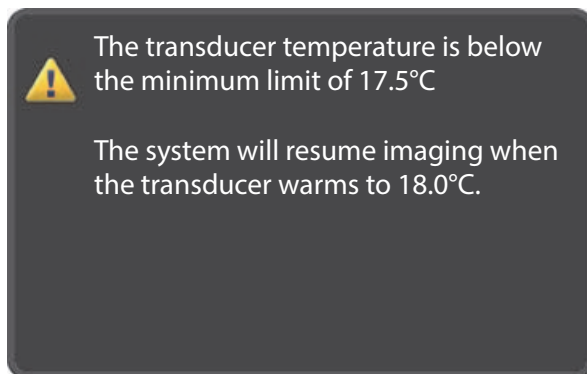 The transducer temperature is below
the minimum limit of 17.5°C
The system will resume imaging when
the transducer warms to 18.0°C.